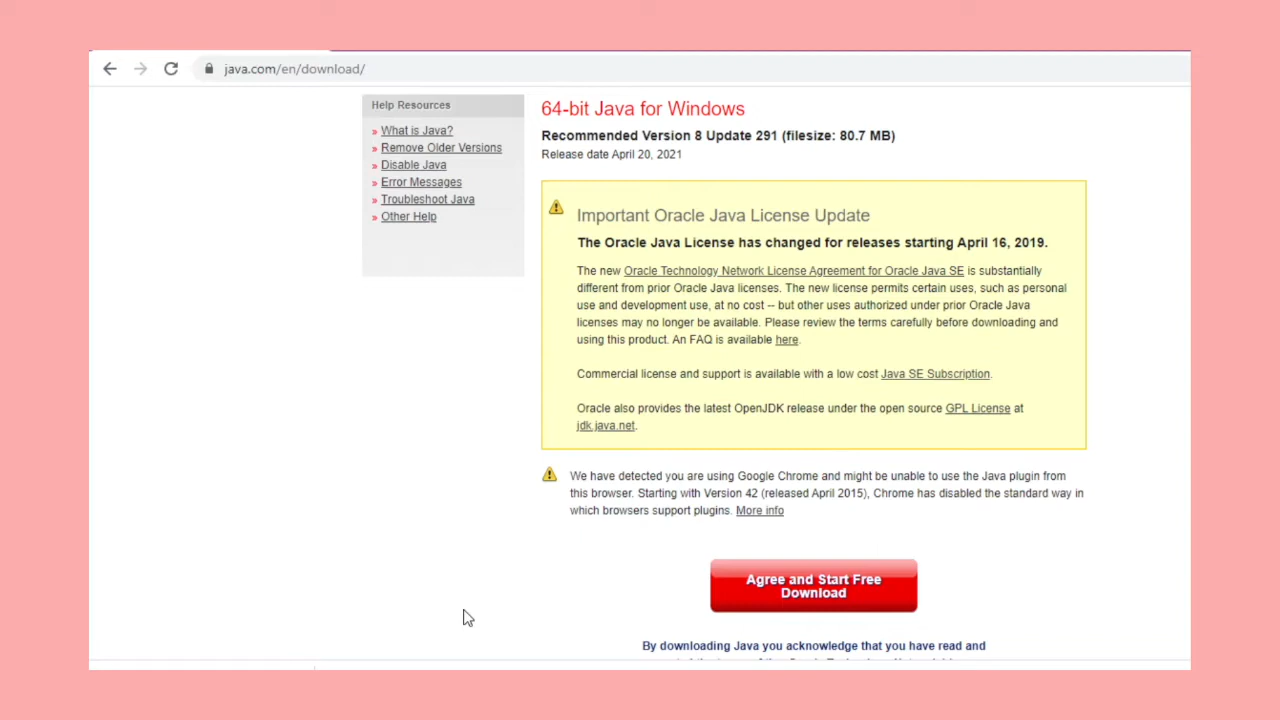 java.com/en/download/
Help Resources
» What is Java?
» Remove Older Versions
» Disable Java
» Error Messages
» Troubleshoot Java
» Other Help
64-bit Java for Windows
Recommended Version 8 Update 291 (filesize: 80.7 MB)
Release date April 20, 2021
Important Oracle Java License Update
The Oracle Java License has changed for releases starting April 16, 2019.
The new Oracle Technology Network License Agreement for Oracle Java SE is substantially
different from prior Oracle Java licenses. The new license permits certain uses, such as personal
use and development use, at no cost -- but other uses authorized under prior Oracle Java
licenses may no longer be available. Please review the terms carefully before downloading and
using this product. An FAQ is available here.
Commercial license and support is available with a low cost Java SE Subscription.
Oracle also provides the latest OpenJDK release under the open source GPL License at
jdk.java.net.
We have detected you are using Google Chrome and might be unable to use the Java plugin from
this browser. Starting with Version 42 (released April 2015), Chrome has disabled the standard way in
which browsers support plugins. More info
Agree and Start Free
Download
By downloading Java you acknowledge that you have read and